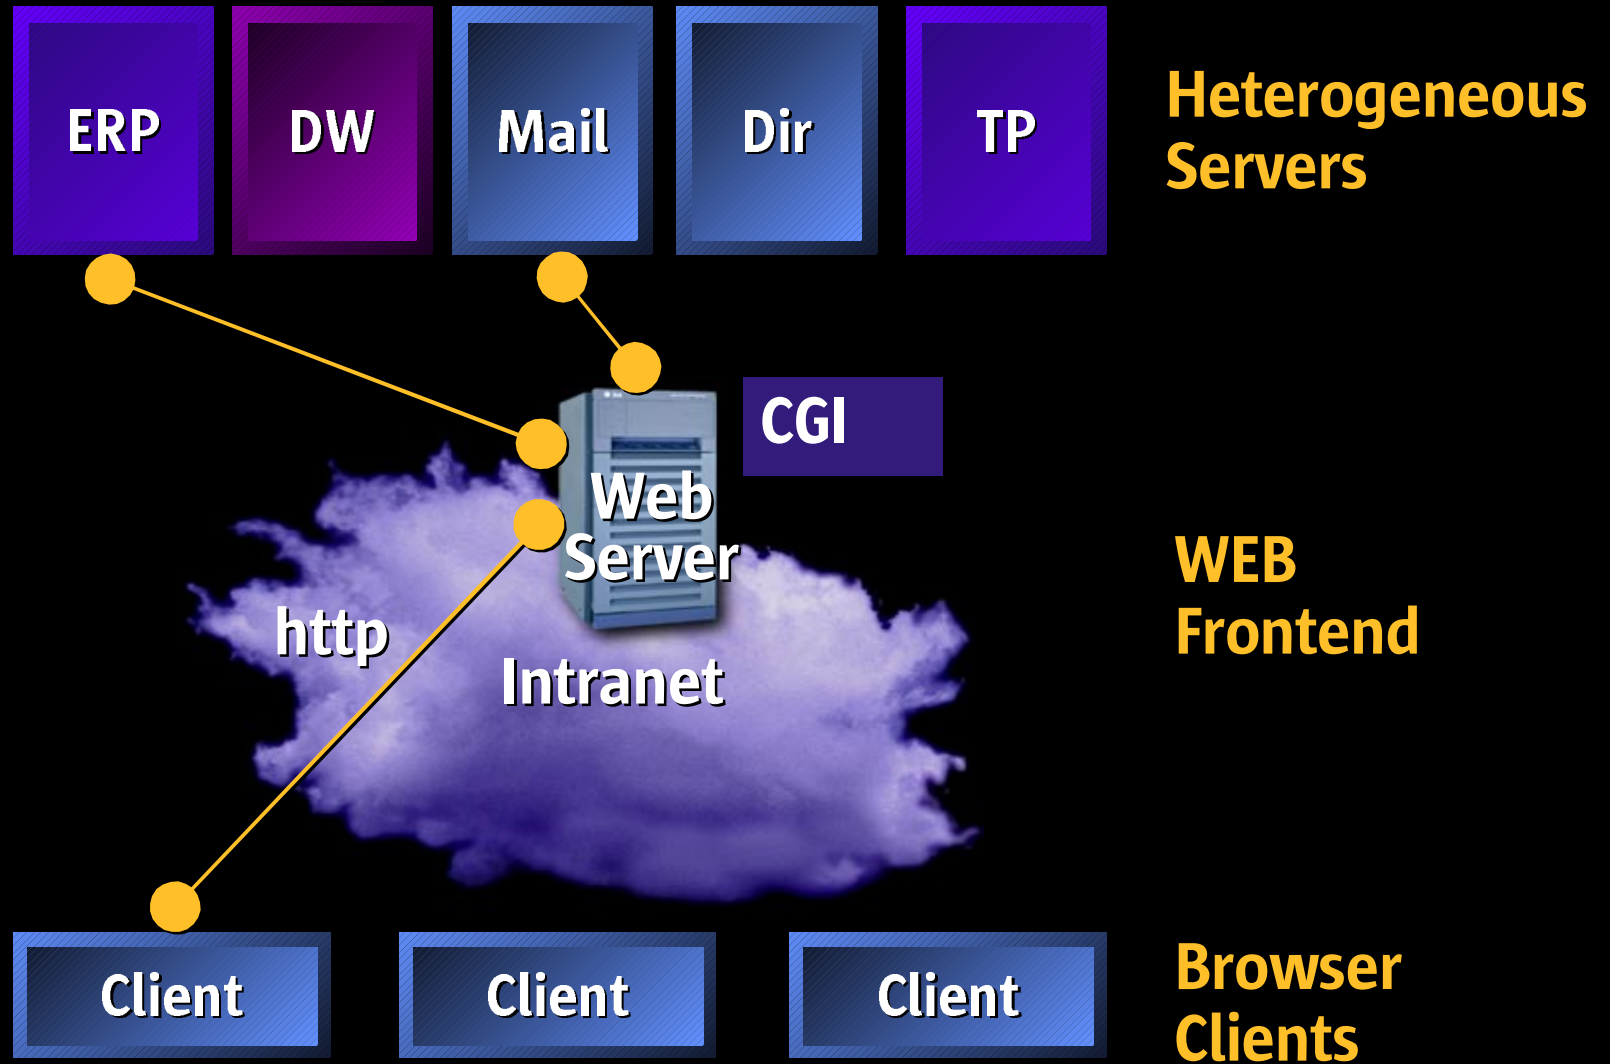 ERP
DW
Mail
Dir
TP
Heterogeneous
Servers
CGI
Web
Server
http
Intranet
WEB
Frontend
Client
Client
Client
Browser
Clients